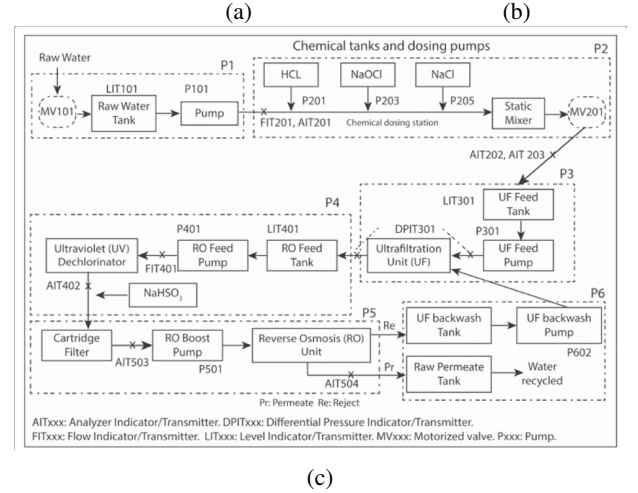 (a) (b)
Chemical tanks and dosing pumps
P2
Raw Water
P1
HCL
NaOCl
NaCl
LIT101
P101
MV101
Raw Water
Tank
Pump
P201
P203
P205
Static
Mixer
MV201
FIT201, AIT201
Chemical dosing station
AIT202, AIT 203
P3
LIT301
UF Feed
Tank
P4
P401
LIT401
DPIT301
P301
Ultraviolet (UV)
Dechlorinator
RO Feed
Pump
RO Feed
Tank
Ultrafiltration
Unit (UF)
UF Feed
Pump
FIT401
AIT402
NaHSO3
P6
P5
Re
UF backwash
Tank
UF backwash
Pump
Cartridge
Filter
RO Boost
Pump
Reverse Osmosis (RO)
Unit
P602
AIT503
P501
AIT504
Pr
Raw Permeate
Tank
Water
recycled
Pr: Permeate Re: Reject
AITxxx: Analyzer Indicator/Transmitter. DPITxxx: Differential Pressure Indicator/Transmitter.
FITxxx: Flow Indicator/Transmitter. LITxxx: Level Indicator/Transmitter. MVxxx: Motorized valve. Pxxx: Pump.
(c)